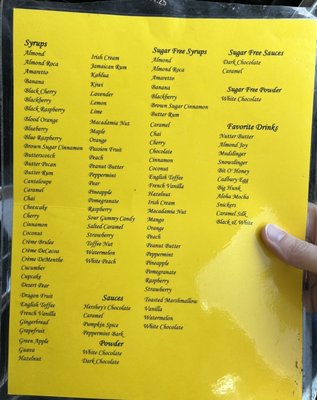 Syrups
Almond
Almond Roca
Amaretto
Banana
Black Cherry
Blackberry
Black Raspberry
Blood Orange
Blueberry
Blue Raspberry
Brown Sugar Cinnamon
Butterscotch
Butter Pecan
Butter Rum
Cantaloupe
Caramel
Chai
Cheescake
Cherry
Cinnamon
Coconut
Crème Brulee
Crème DeCacoa
Crème DeMenthe
Cucumber
Cupcake
Desert Pear
Dragon Fruit
English Toffee
French Vanilla
Gingerbread
Grapefruit
Green Apple
Guava
Hazelnut
Irish Cream
Jamaican Rum
Kahlua
Kiwi
Lavender
Lemon
Lime
Macadamia Nut
Maple
Orange
Passion Fruit
Peach
Peanut Butter
Peppermint
Pear
Pineapple
Pomegranate
Raspberry
Sour Gummy Candy
Salted Caramel
Strawberry
Toffee Nut
Watermelon
White Peach
Sauces
Hershey's Chocolate
Caramel
Pumpkin Spice
Peppermint Bark
Powder
White Chocolate
Dark Chocolate
Sugar Free Syrups
Almond
Almond Roca
Amaretto
Banana
Blackberry
Brown Sugar Cinnamon
Butter Rum
Caramel
Chai
Cherry
Chocolate
Cinnamon
Coconut
English Toffee
French Vanilla
Hazelnut
Irish Cream
Macadamia Nut
Mango
Orange
Peach
Peanut Butter
Peppermint
Pineapple
Pomegranate
Raspberry
Strawberry
Toasted Marshmallow
Vanilla
Watermelon
White Chocolate
Sugar Free Sauces
Dark Chocolate
Caramel
Sugar Free Powder
White Chocolate
Favorite Drinks
Nutter Butter
Almond Joy
Muddslinger
Snowslinger
Bit O' Honey
Cadbury Egg
Big Hunk
Aloha Mocha
Snickers
Caramel Silk
Black & White